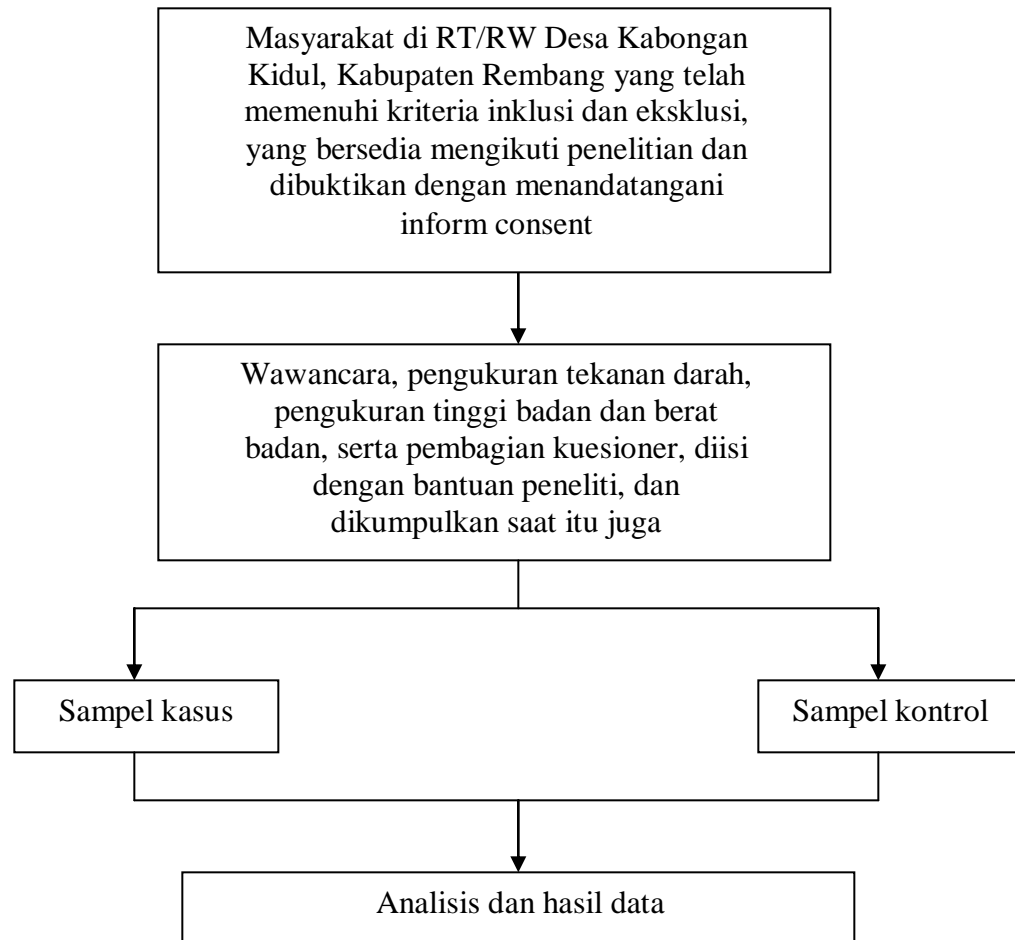 Masyarakat di RT/RW Desa Kabongan
Kidul, Kabupaten Rembang yang telah
memenuhi kriteria inklusi dan eksklusi,
yang bersedia mengikuti penelitian dan
dibuktikan dengan menandatangani
inform consent
Wawancara, pengukuran tekanan darah,
pengukuran tinggi badan dan berat
badan, serta pembagian kuesioner, diisi
dengan bantuan peneliti, dan
dikumpulkan saat itu juga
Sampel kasus
Sampel kontrol
Analisis dan hasil data